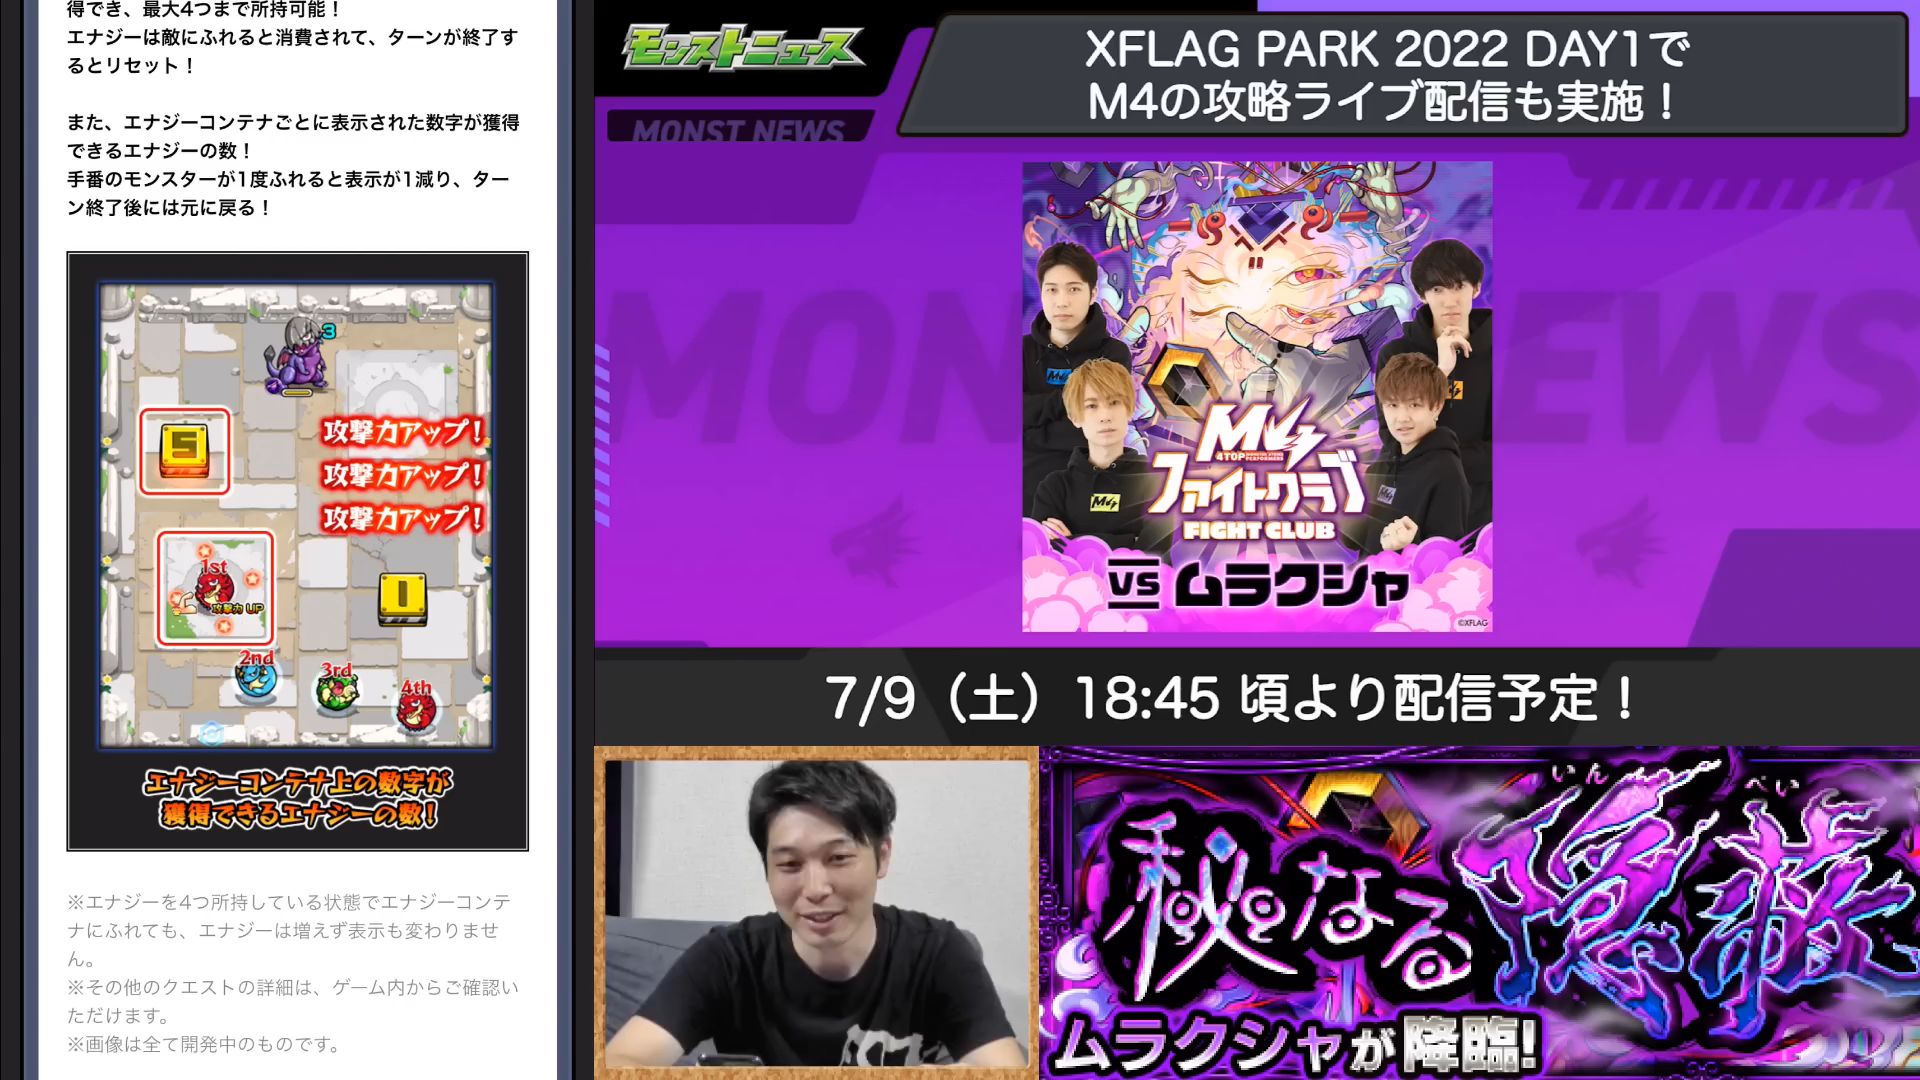 得でき、最大4つまで所持可能！
エナジーは敵にふれると消費されて、ターンが終了す
るとリセット！
また、エナジーコンテナごとに表示された数字が獲得
できるエナジーの数！
手番のモンスターが1度ふれると表示が1減り、ター
ン終了後には元に戻る！
3
5
攻撃力アップ！
攻撃力アップ！
攻撃力アップ！
1st
攻撃力 UP
1
2nd
3rd
4th
エナジーコンテナ上の数字が
獲得できるエナジーの数！
※エナジーを4つ所持している状態でエナジーコンテ
ナにふれても、エナジーは増えず表示も変わりませ
ん。
※その他のクエストの詳細は、ゲーム内からご確認い
ただけます。
※画像は全て開発中のものです。
モンストニュース
MONST NEWS
XFLAG PARK 2022 DAY1で
M4の攻略ライブ配信も実施！
MONST NEWS
M4
4TOP
ファイトクラブ
FIGHT CLUB
VS ムラクシャ
©XFLAG
7/9（土）18:45 頃より配信予定！
いん
べい
秘なる隠蔽
ムラクシャが降臨!